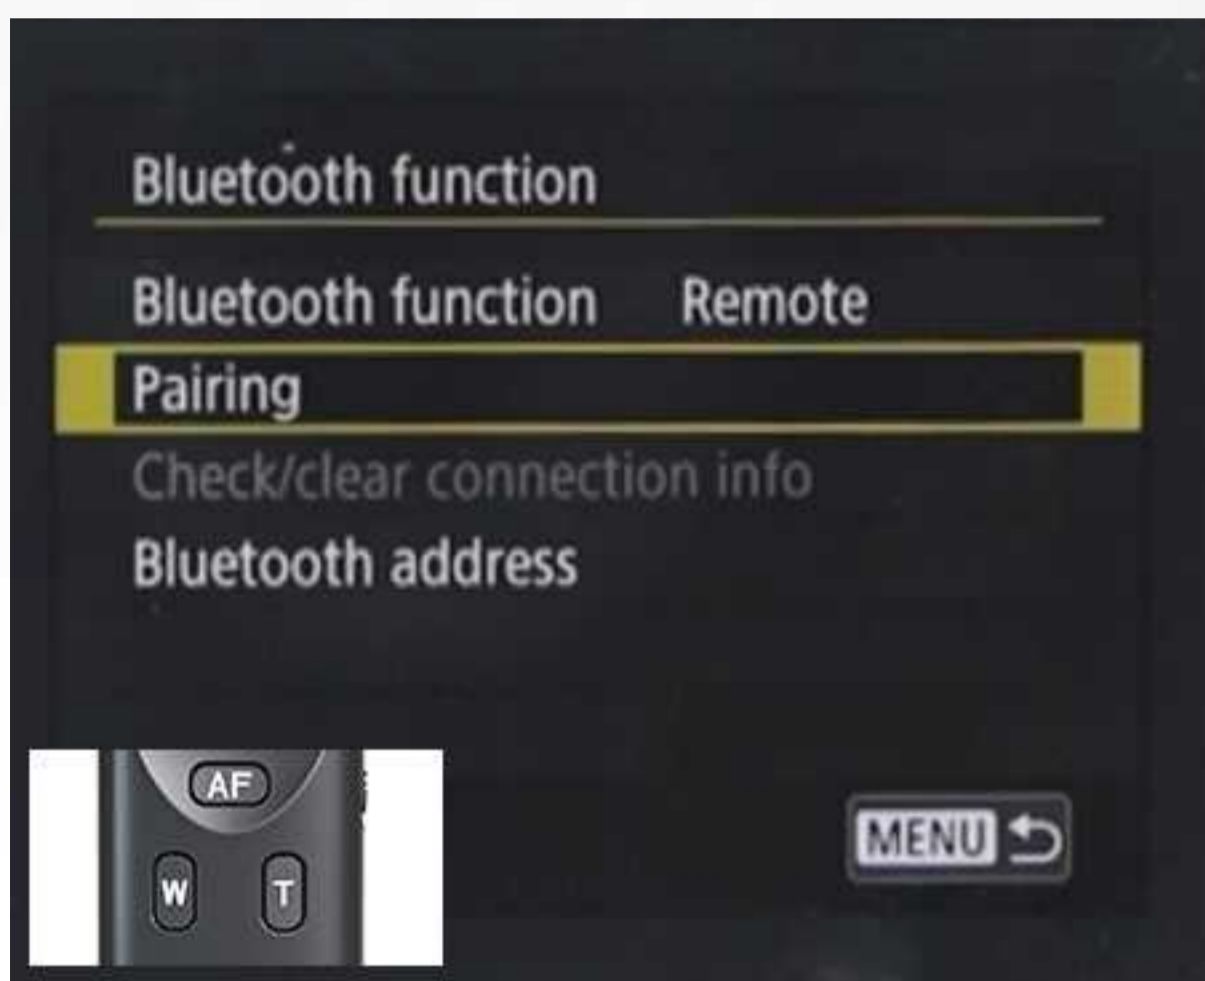 Bluetooth function
Bluetooth function Remote
Pairing
Check/clear connection info
Bluetooth address
AF
W T
MENU